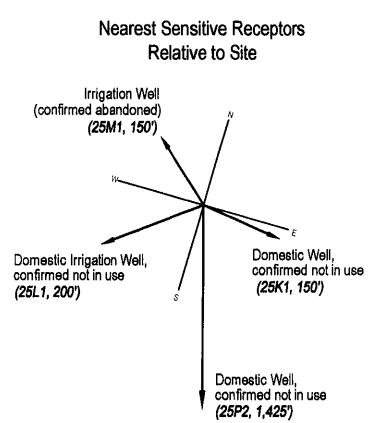 Nearest Sensitive Receptors
Relative to Site
Irrigation Well
(confirmed abandoned)
(25M1, 150')
N
W
E
Domestic Irrigation Well,
confirmed not in use
(25L1, 200')
Domestic Well,
confirmed not in use
(25K1, 150')
S
Domestic Well,
confirmed not in use
(25P2, 1,425')